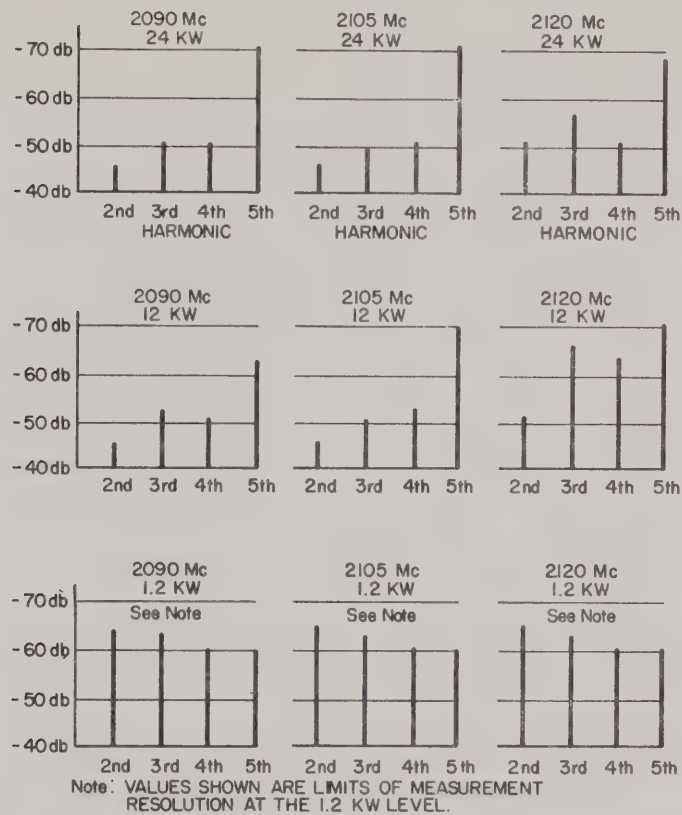 2090 Mc 2105 Mc 2120 Mc
24 KW 24 KW 24 KW
-70 db
-60 db
-50 db
-40 db
2nd 3rd 4th 5th 2nd 3rd 4th 5th 2nd 3rd 4th 5th
HARMONIC HARMONIC HARMONIC
2090 Mc 2105 Mc 2120 Mc
12 KW 12 KW 12 KW
-70 db
-60 db
-50 db
-40 db
2nd 3rd 4th 5th 2nd 3rd 4th 5th 2nd 3rd 4th 5th
2090 Mc 2105 Mc 2120 Mc
1.2 KW 1.2 KW 1.2 KW
-70 db
See Note See Note See Note
-60 db
-50 db
-40 db
2nd 3rd 4th 5th 2nd 3rd 4th 5th 2nd 3rd 4th 5th
Note: VALUES SHOWN ARE LIMITS OF MEASUREMENT
RESOLUTION AT THE 1.2 KW LEVEL.